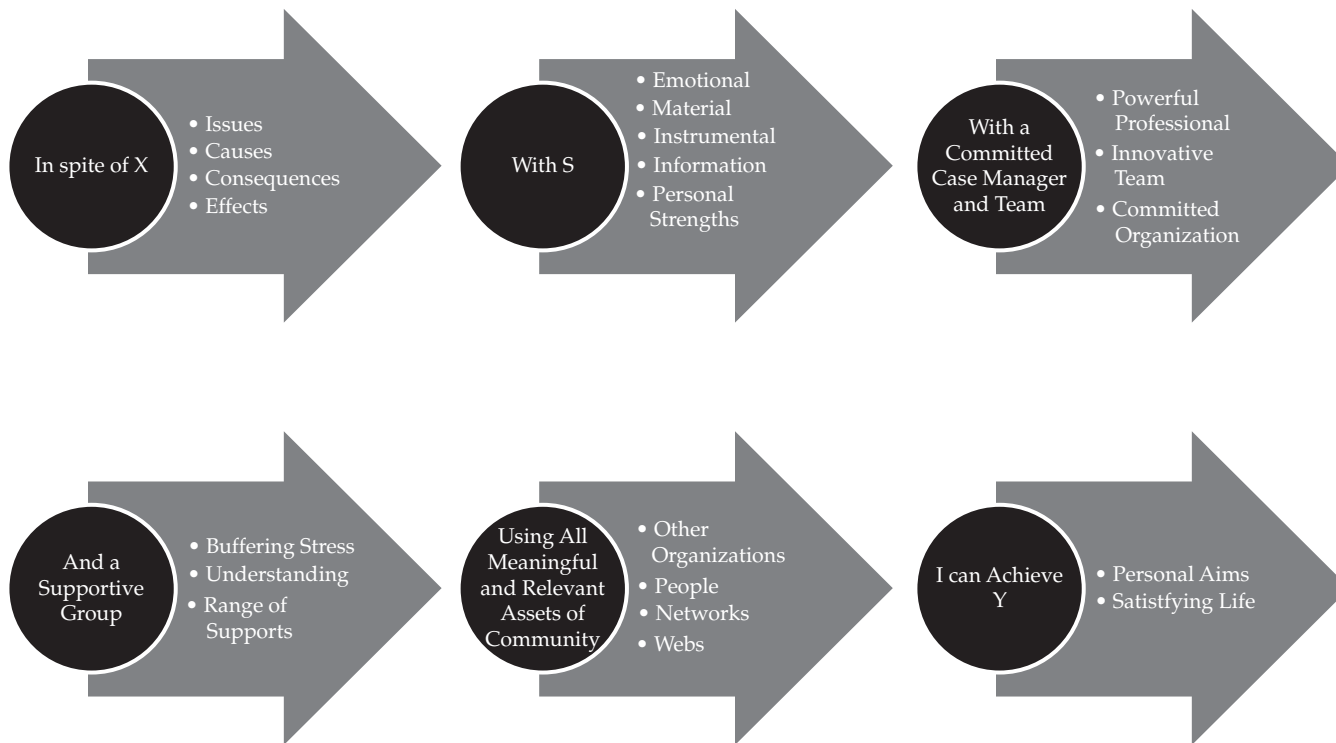 In spite of X
• Issues
• Causes
• Consequences
• Effects
With S
• Emotional
• Material
• Instrumental
• Information
• Personal
Strengths
With a
Committed
Case Manager
and Team
• Powerful
Professional
• Innovative
Team
• Committed
Organization
And a
Supportive
Group
• Buffering Stress
• Understanding
• Range of
Supports
Using All
Meaningful
and Relevant
Assets of
Community
• Other
Organizations
• People
• Networks
• Webs
I can Achieve
Y
• Personal Aims
• Satistfying Life